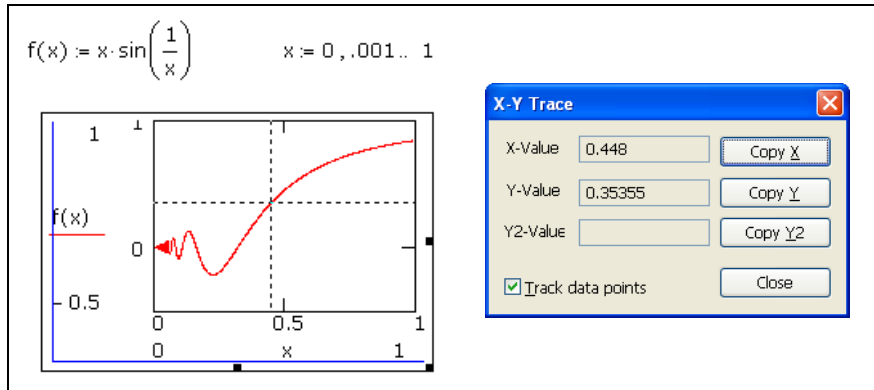 f(x) := x·sin(1/x)    x := 0 , .001 .. 1
1
1
f(x)
0
- 0.5
0 0.5 1
0 x 1
X-Y Trace
X-Value 0.448 Copy X
Y-Value 0.35355 Copy Y
Y2-Value Copy Y2
Track data points Close